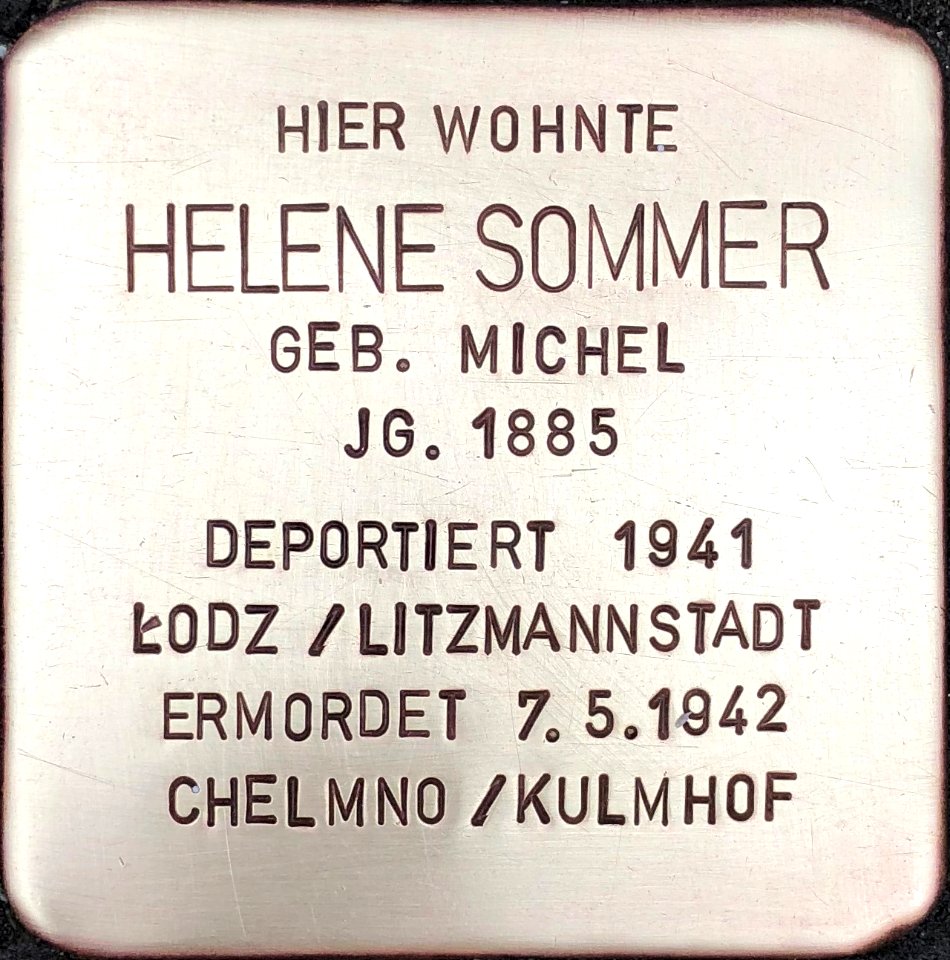 HIER WOHNTE
HELENE SOMMER
GEB. MICHEL
JG. 1885
DEPORTIERT 1941
ŁODZ / LITZMANNSTADT
ERMORDET 7.5.1942
CHELMNO / KULMHOF